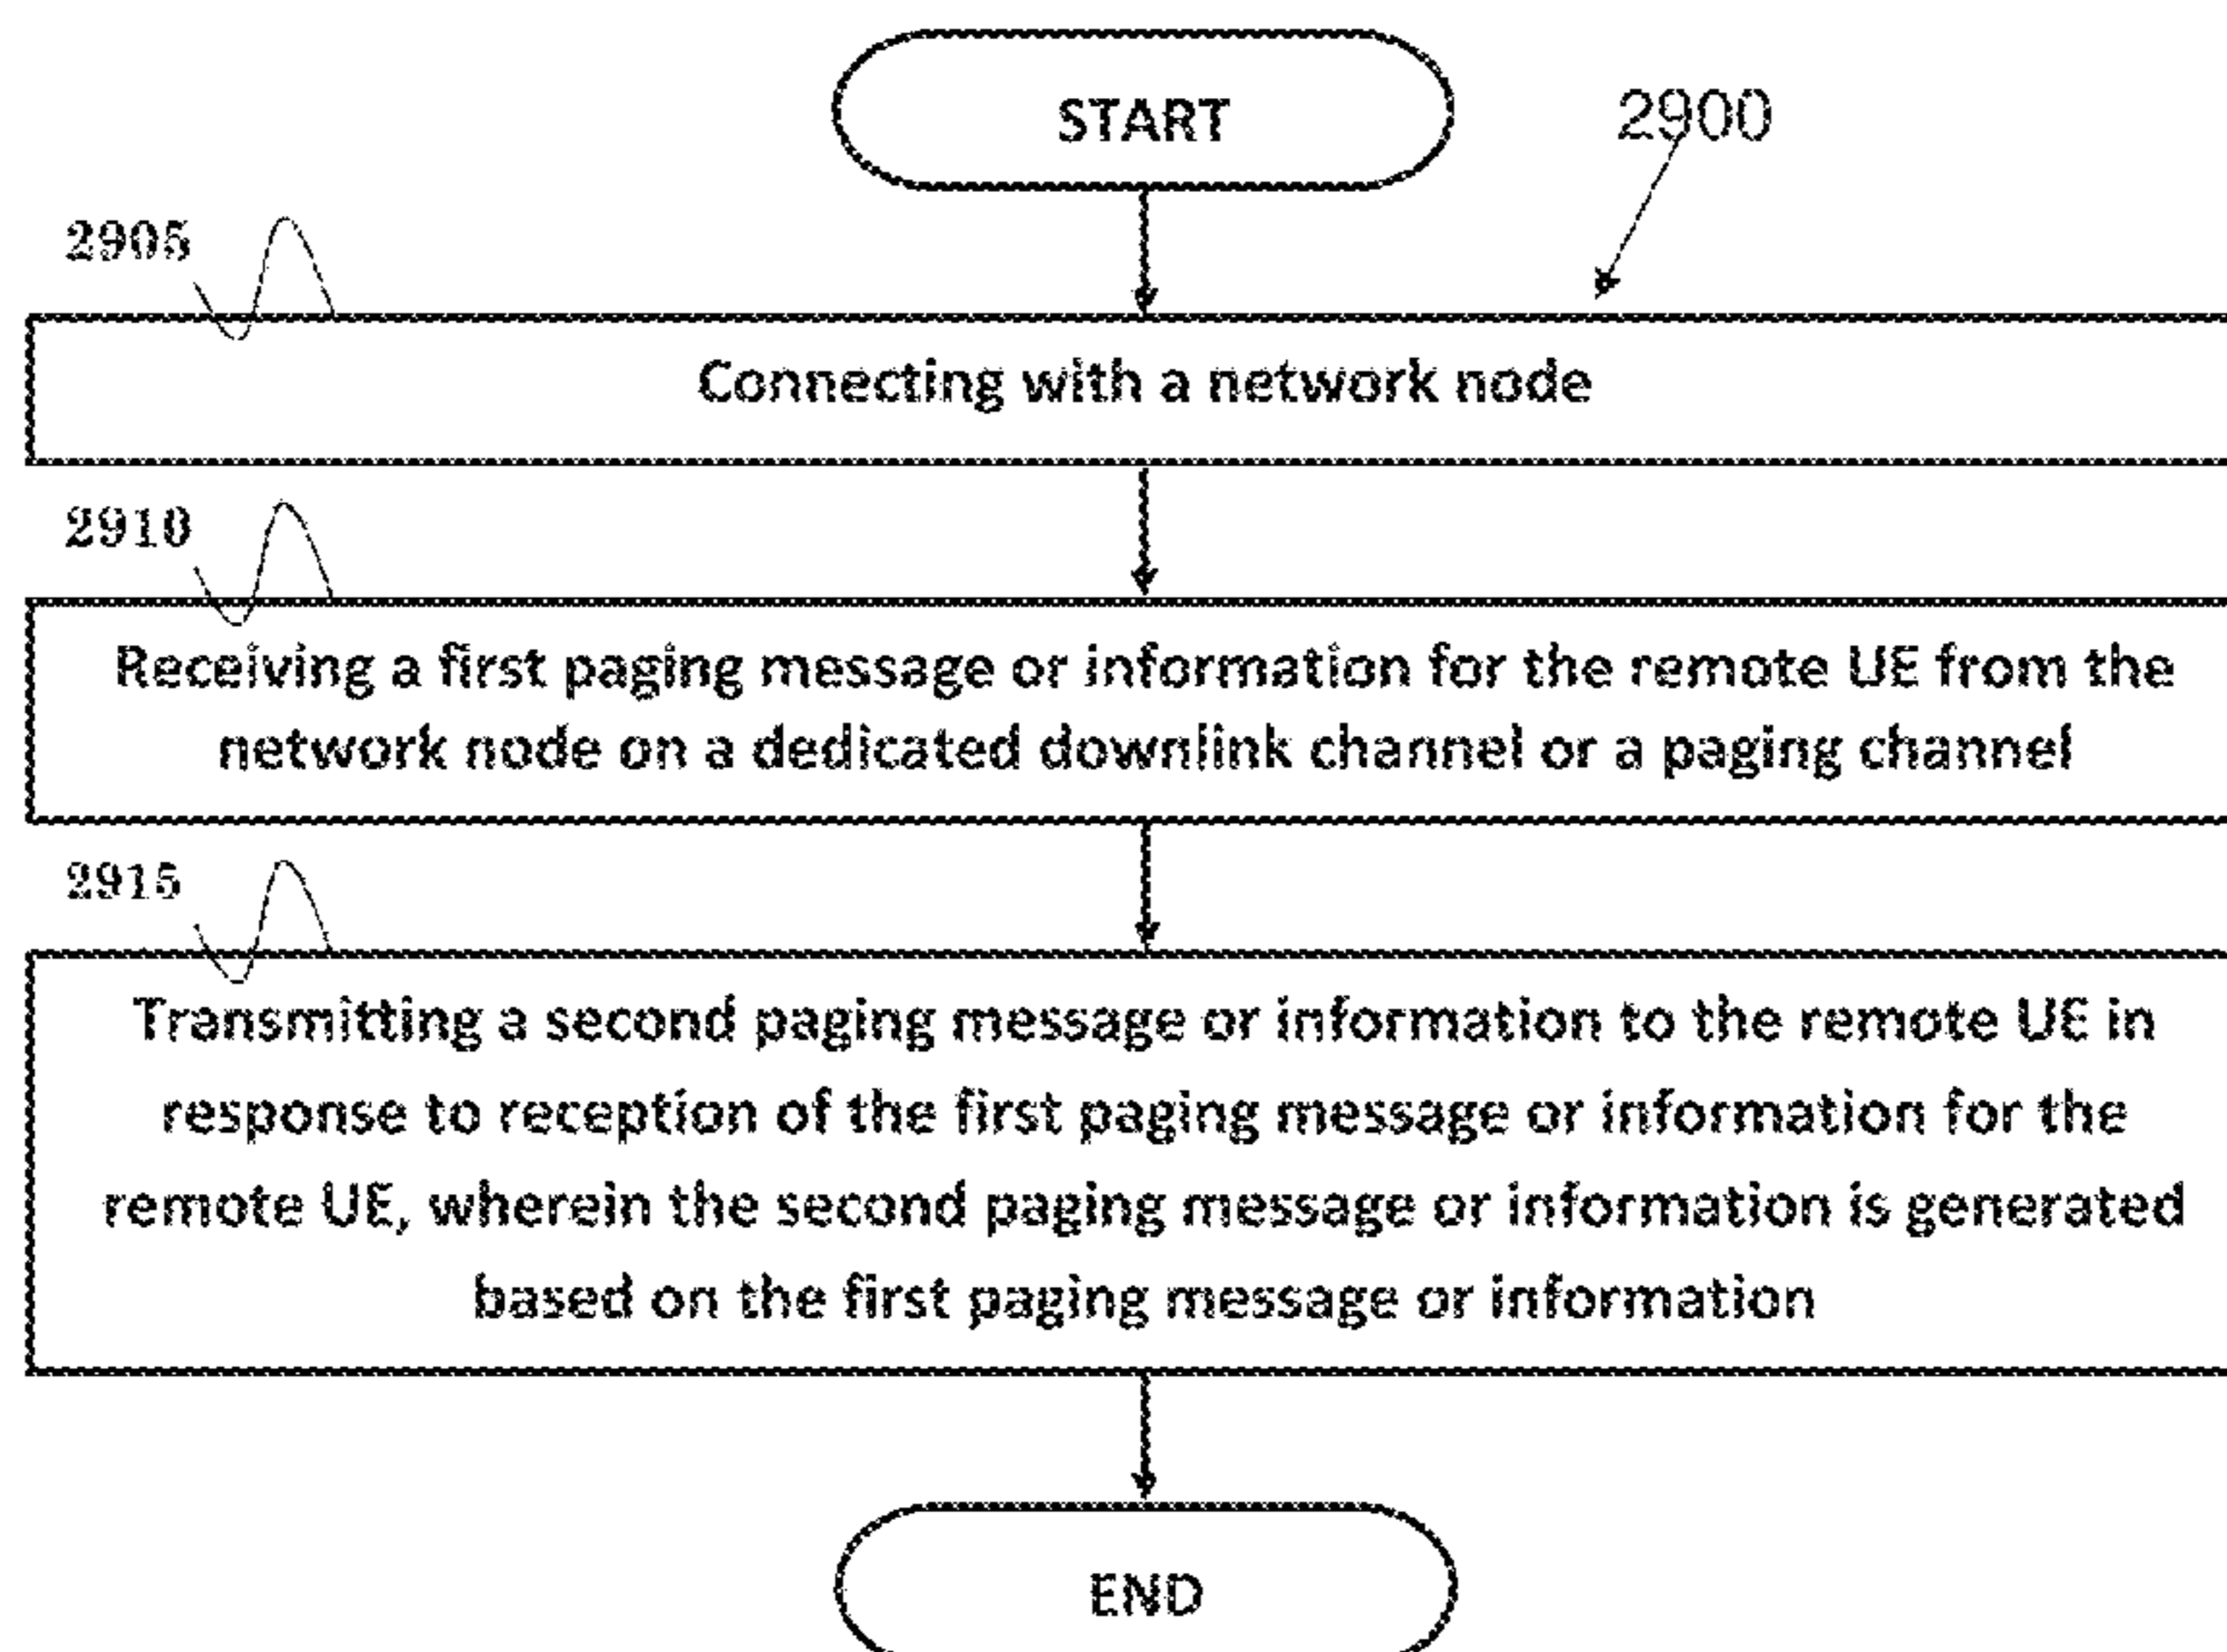 START
2900
2905
Connecting with a network node
2910
Receiving a first paging message or information for the remote UE from the
network node on a dedicated downlink channel or a paging channel
2915
Transmitting a second paging message or information to the remote UE in
response to reception of the first paging message or information for the
remote UE, wherein the second paging message or information is generated
based on the first paging message or information
END